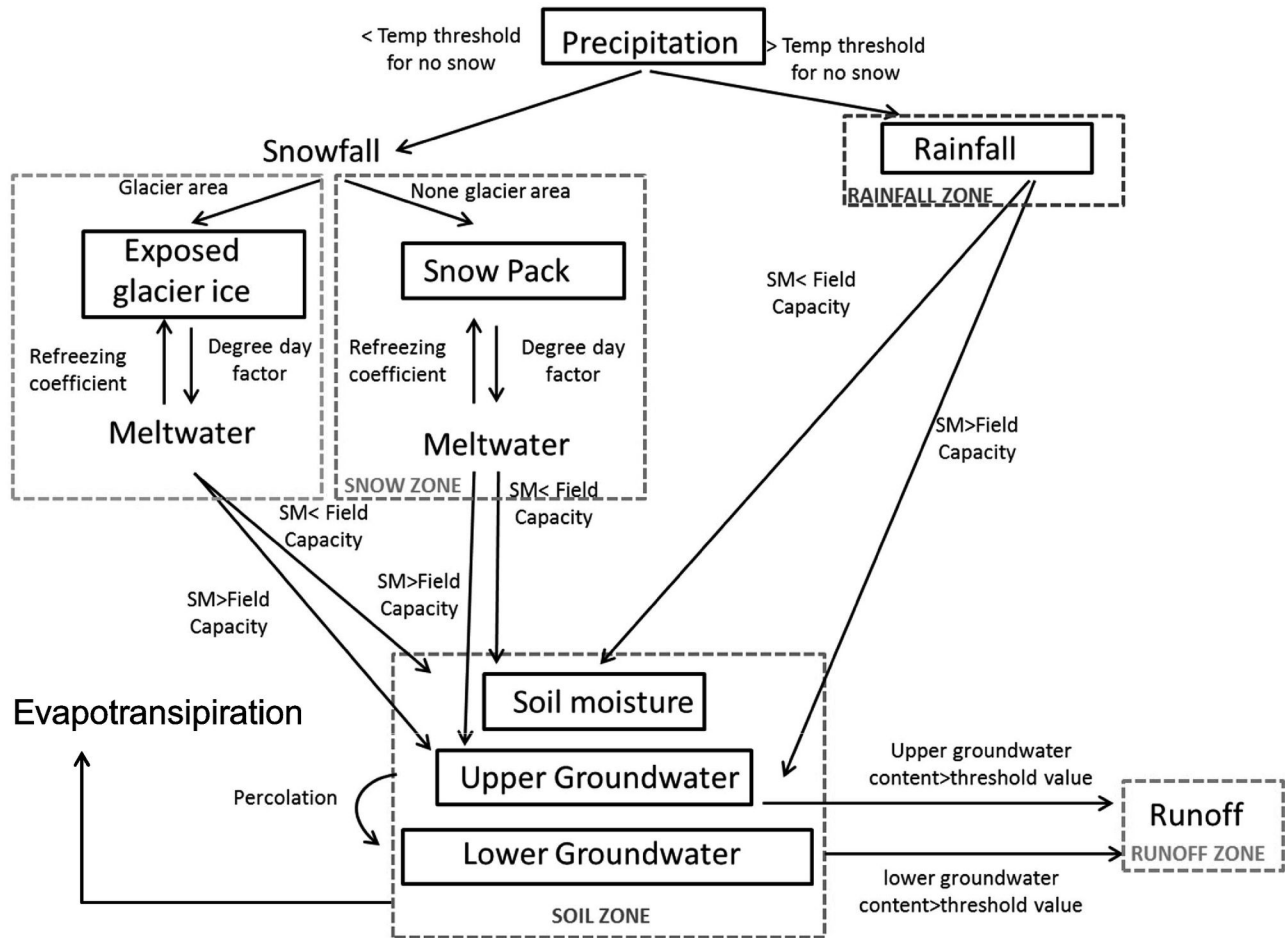 Precipitation
< Temp threshold
for no snow
> Temp threshold
for no snow
Snowfall
Rainfall
RAINFALL ZONE
Glacier area
None glacier area
Exposed
glacier ice
Snow Pack
Refreezing
coefficient
Degree day
factor
Refreezing
coefficient
Degree day
factor
Meltwater
Meltwater
SNOW ZONE
SM< Field
Capacity
SM>Field
Capacity
SM< Field
Capacity
SM< Field
Capacity
SM>Field
Capacity
SM>Field
Capacity
Soil moisture
Evapotransipiration
Upper Groundwater
Percolation
Lower Groundwater
SOIL ZONE
Upper groundwater
content>threshold value
Runoff
RUNOFF ZONE
lower groundwater
content>threshold value